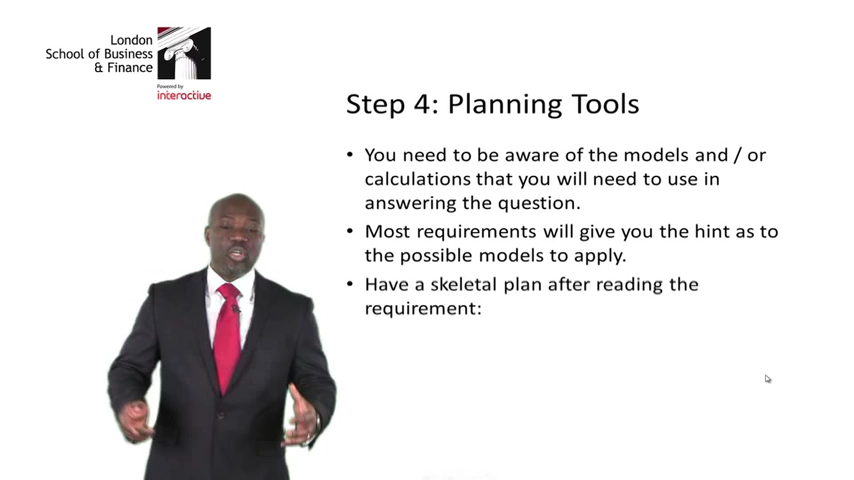 London
School of Business
& Finance
Powered by
interactive
Step 4: Planning Tools
• You need to be aware of the models and / or
calculations that you will need to use in
answering the question.
• Most requirements will give you the hint as to
the possible models to apply.
• Have a skeletal plan after reading the
requirement: